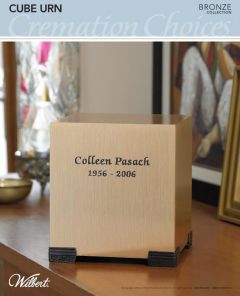 CUBE URN
BRONZE
COLLECTION
Cremation Choices
Colleen Pasach
1956 - 2006
Wilbert.